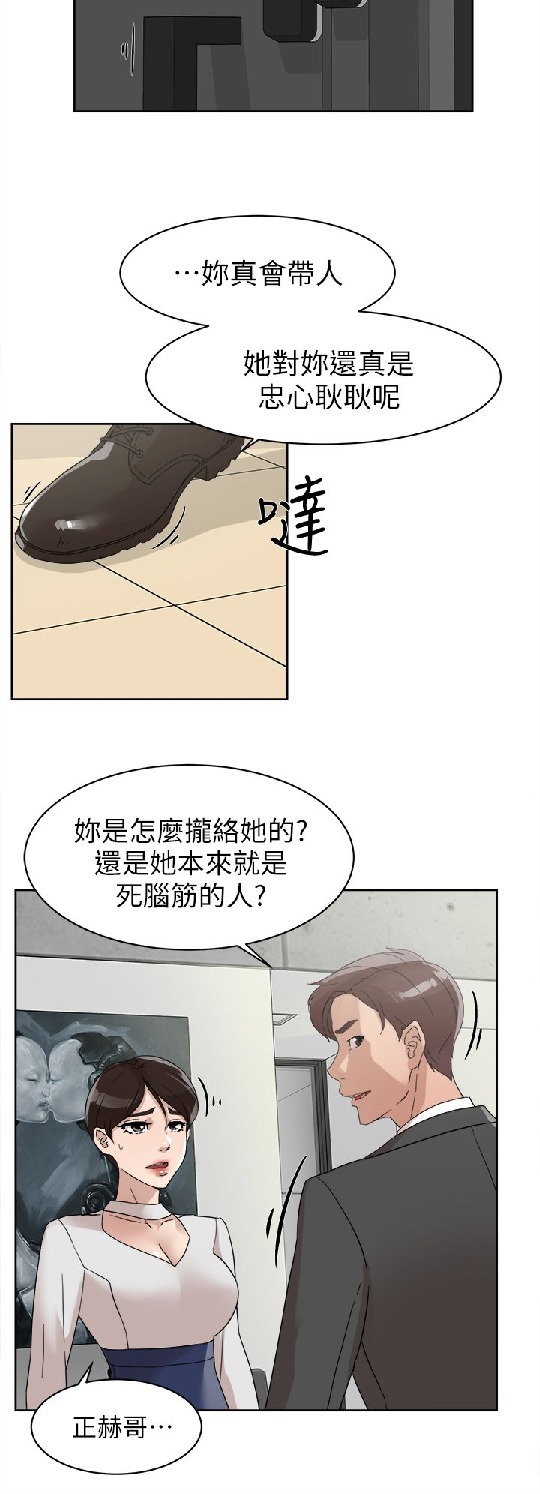 …妳真會帶人
她對妳還真是
忠心耿耿呢
噠
妳是怎麼攏絡她的?
還是她本來就是
死腦筋的人?
正赫哥…